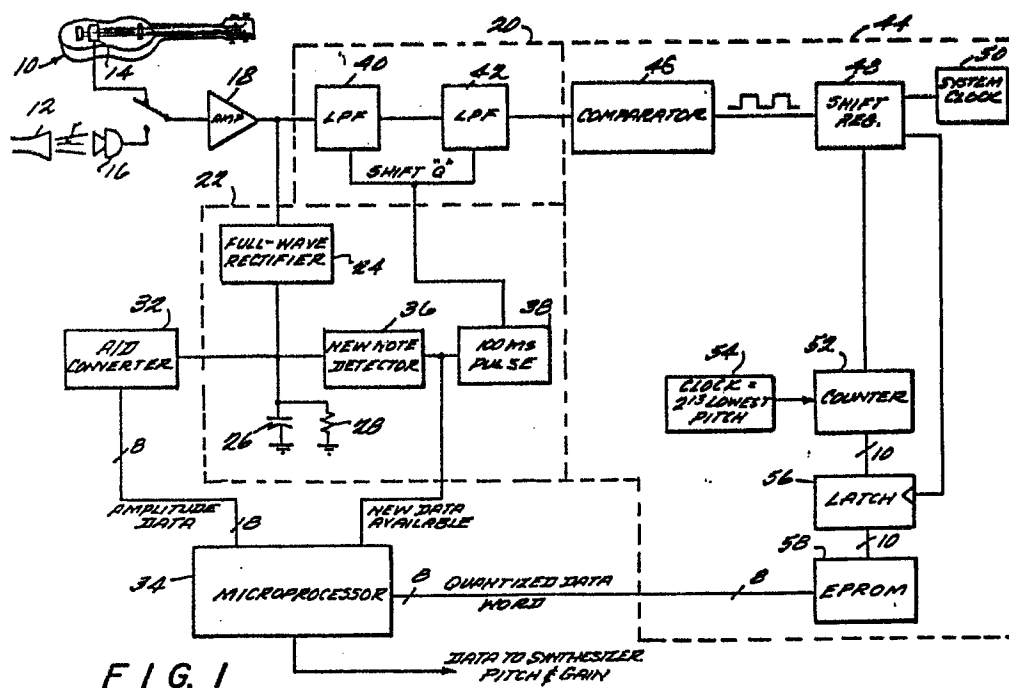 20
44
10
14
12
16
18
AMP
40
LPF
42
LPF
SHIFT "Q"
46
COMPARATOR
48
SHIFT
REG.
50
SYSTEM
CLOCK
22
FULL-WAVE
RECTIFIER
24
32
A/D
CONVERTER
36
NEW NOTE
DETECTOR
38
100 MS
PULSE
26
28
54
CLOCK =
2¹³ LOWEST
PITCH
52
COUNTER
10
56
LATCH
10
58
EPROM
8
AMPLITUDE
DATA
18
NEW DATA
AVAILABLE
34
MICROPROCESSOR
8
QUANTIZED DATA
WORD
8
DATA TO SYNTHESIZER
PITCH & GAIN
FIG. 1